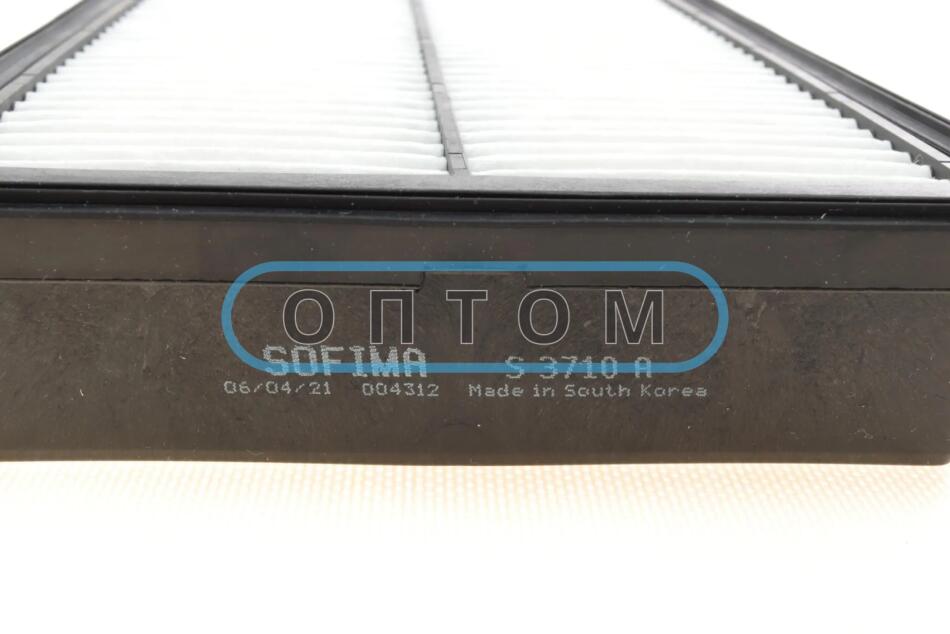 ОПТОМ
SOFIMA S 3710 A
06/04/21 004312 Made in South Korea